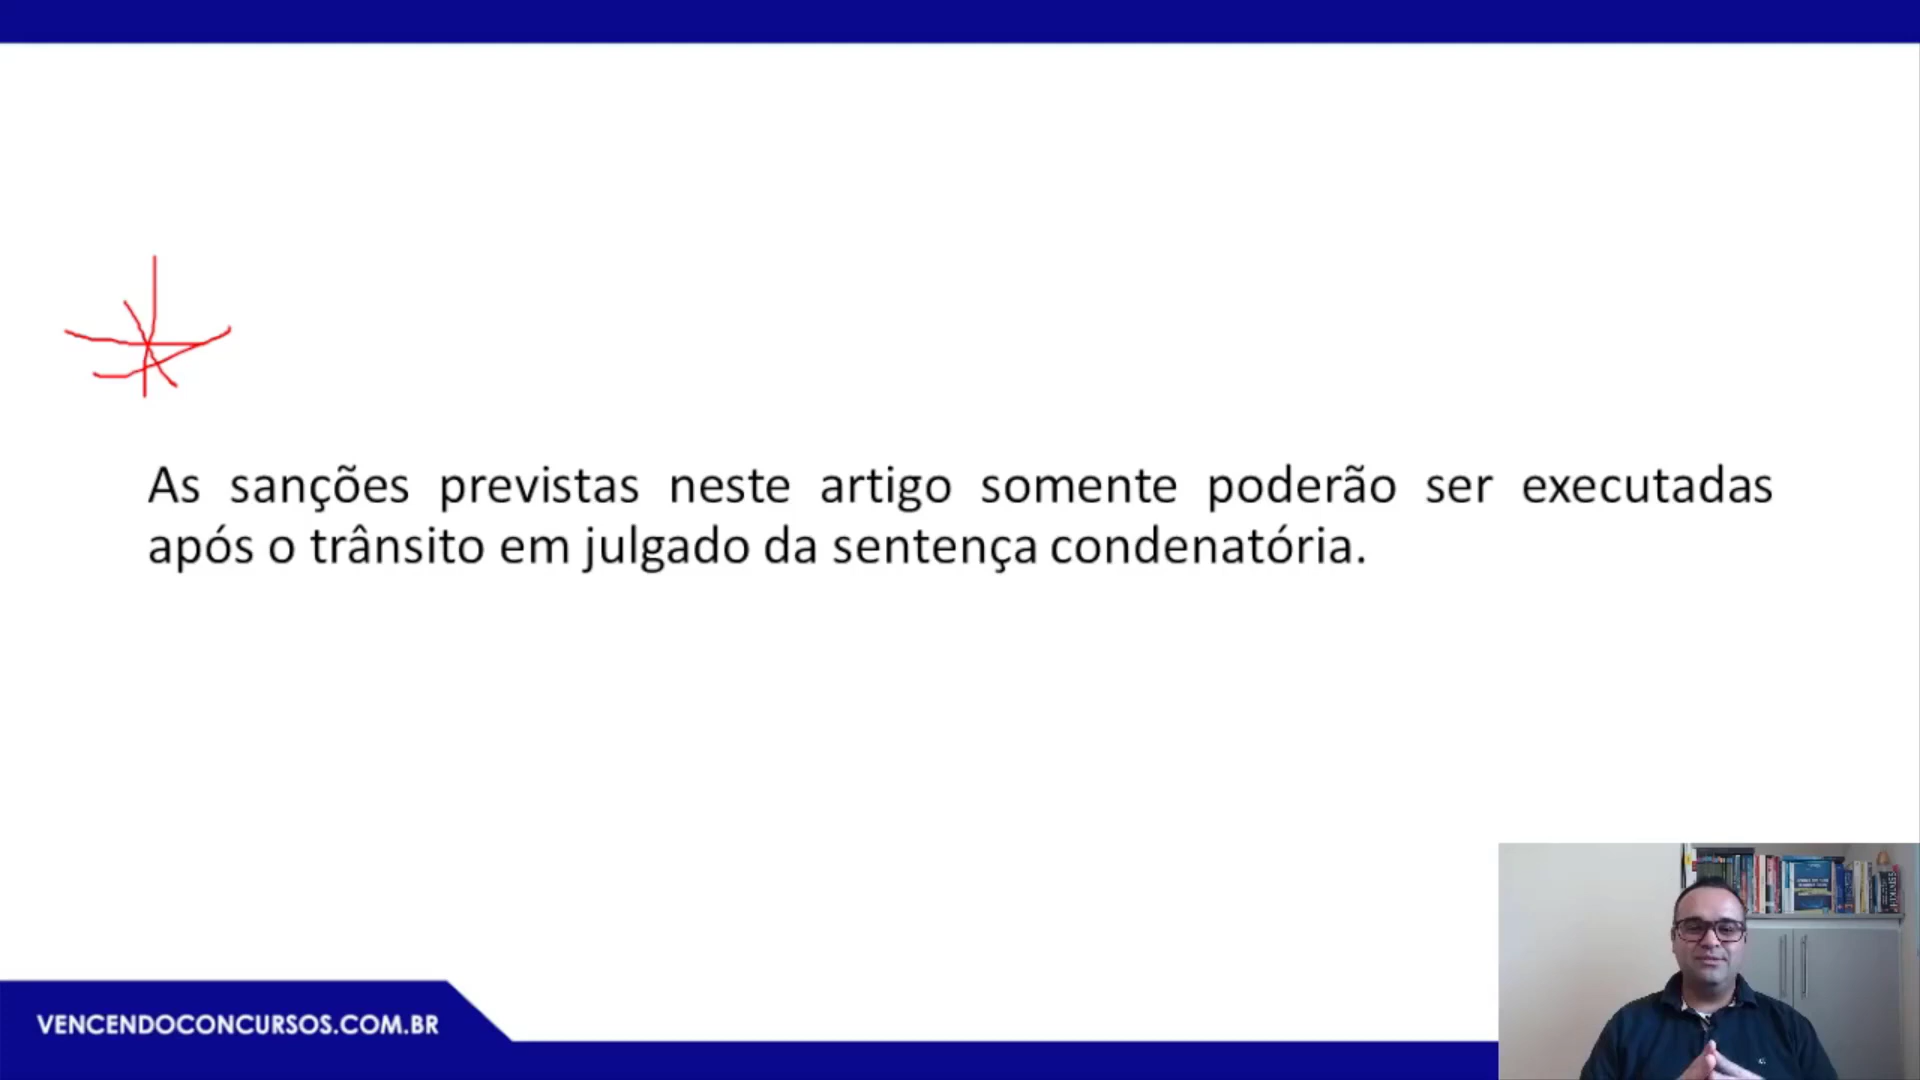 As sanções previstas neste artigo somente poderão ser executadas
após o trânsito em julgado da sentença condenatória.
VENCENDOCONCURSOS.COM.BR